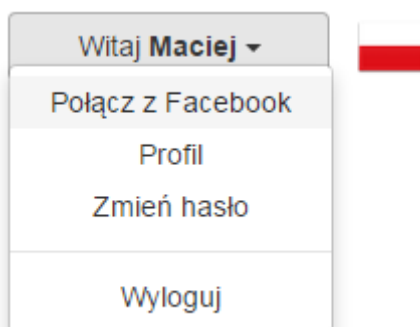 Witaj Maciej
Połącz z Facebook
Profil
Zmień hasło
Wyloguj